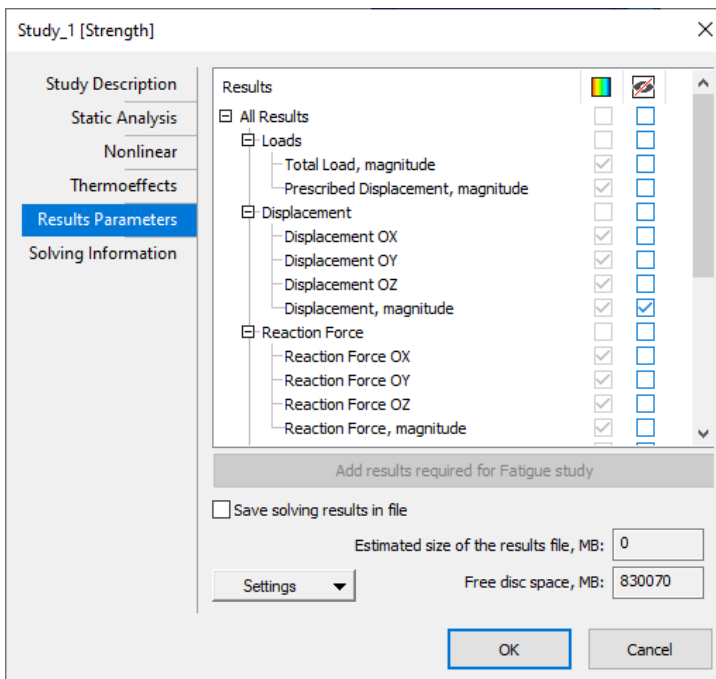 Study_1 [Strength]
Study Description
Static Analysis
Nonlinear
Thermoeffects
Results Parameters
Solving Information
Results
All Results
Loads
Total Load, magnitude
Prescribed Displacement, magnitude
Displacement
Displacement OX
Displacement OY
Displacement OZ
Displacement, magnitude
Reaction Force
Reaction Force OX
Reaction Force OY
Reaction Force OZ
Reaction Force, magnitude
Add results required for Fatigue study
Save solving results in file
Estimated size of the results file, MB: 0
Settings
Free disc space, MB: 830070
OK
Cancel